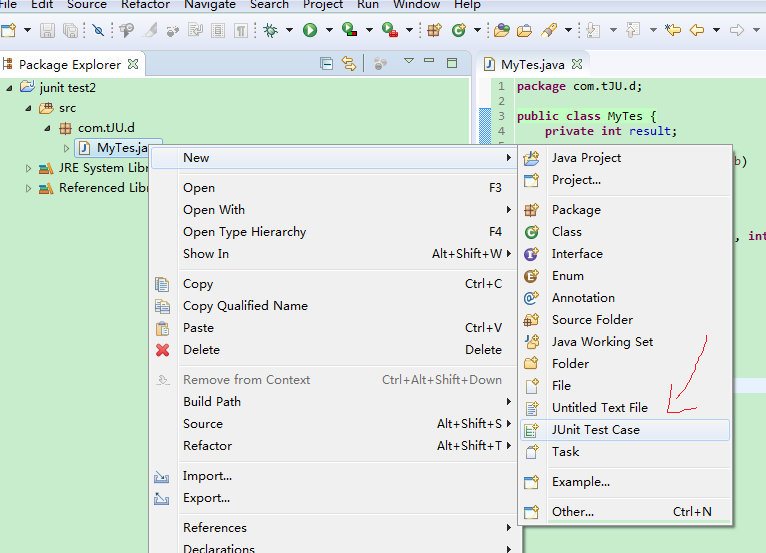 File Edit Source Refactor Navigate Search Project Run Window Help
Package Explorer
MyTes.java
junit test2
src
com.tJU.d
MyTes.ja
JRE System Libr
Referenced Libr
1 package com.tJU.d;
2
3 public class MyTes {
4 private int result;
b)
, int
New
Open F3
Open With
Open Type Hierarchy F4
Show In Alt+Shift+W
Copy Ctrl+C
Copy Qualified Name
Paste Ctrl+V
Delete Delete
Remove from Context Ctrl+Alt+Shift+Down
Build Path
Source Alt+Shift+S
Refactor Alt+Shift+T
Import...
Export...
References
Declarations
Java Project
Project...
Package
Class
Interface
Enum
Annotation
Source Folder
Java Working Set
Folder
File
Untitled Text File
JUnit Test Case
Task
Example...
Other... Ctrl+N